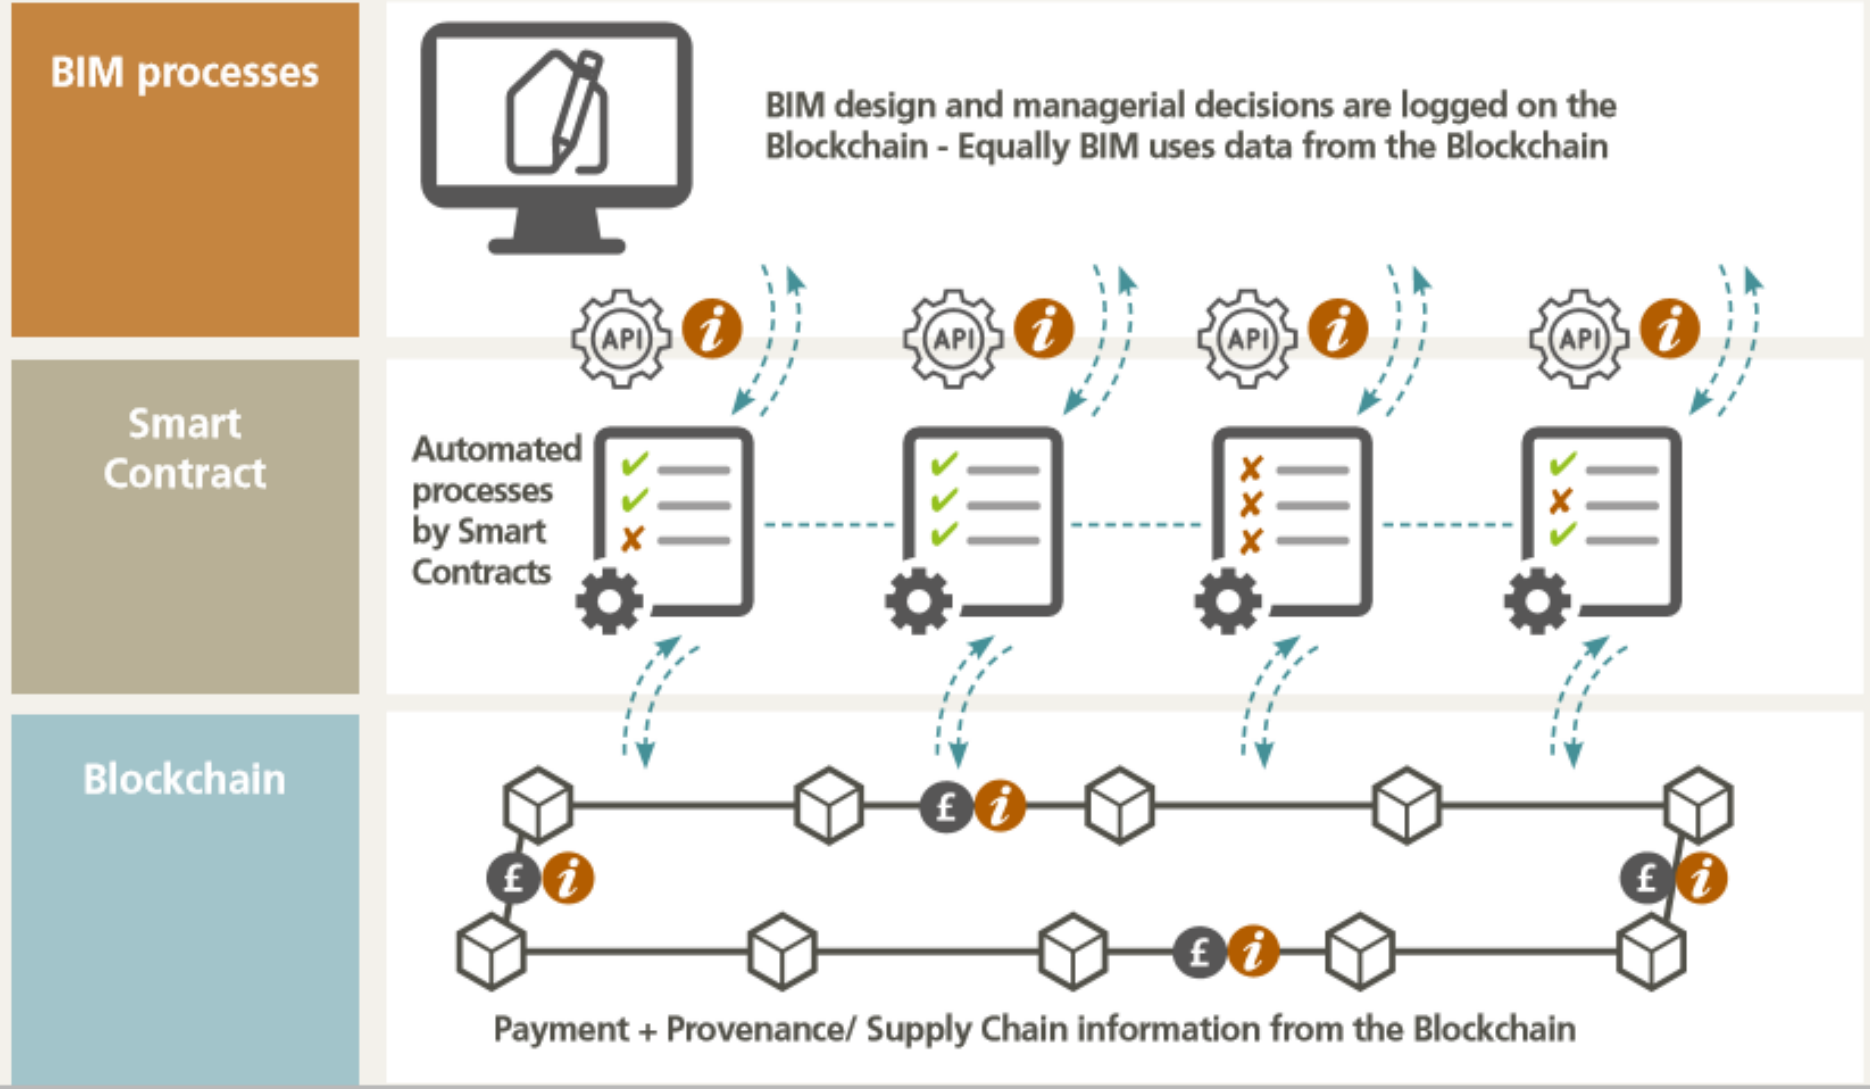 BIM processes
BIM design and managerial decisions are logged on the
Blockchain - Equally BIM uses data from the Blockchain
API i
API i
API i
API i
Smart
Contract
Automated
processes
by Smart
Contracts
Blockchain
£ i
£ i
£ i
£ i
Payment + Provenance/ Supply Chain information from the Blockchain